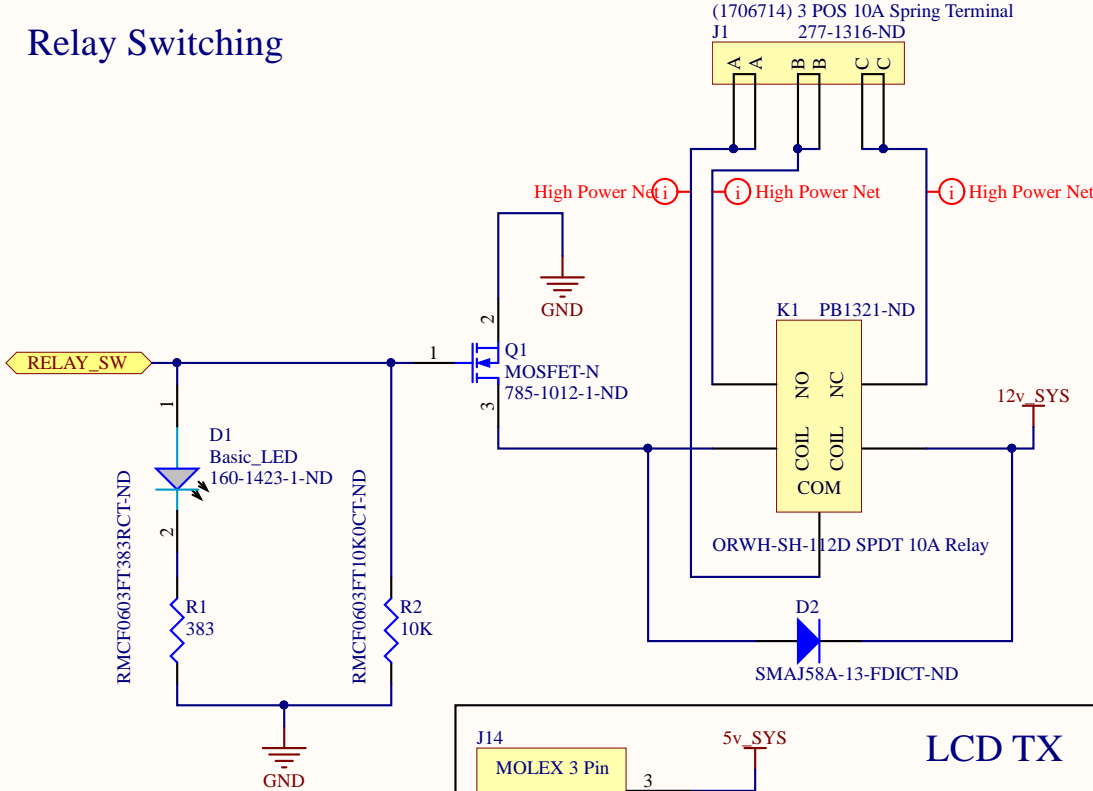 Relay Switching
(1706714) 3 POS 10A Spring Terminal
J1 277-1316-ND
A A B B C C
High Power Net i i High Power Net i High Power Net
GND
K1 PB1321-ND
2
RELAY_SW
1
Q1
MOSFET-N
785-1012-1-ND
3
NO NC
12v_SYS
1
D1
Basic_LED
160-1423-1-ND
2
COIL COIL
COM
ORWH-SH-112D SPDT 10A Relay
RMCF0603FT383RCT-ND
R1
383
RMCF0603FT10K0CT-ND
R2
10K
D2
SMAJ58A-13-FDICT-ND
GND
J14
MOLEX 3 Pin
3
5v_SYS
LCD TX